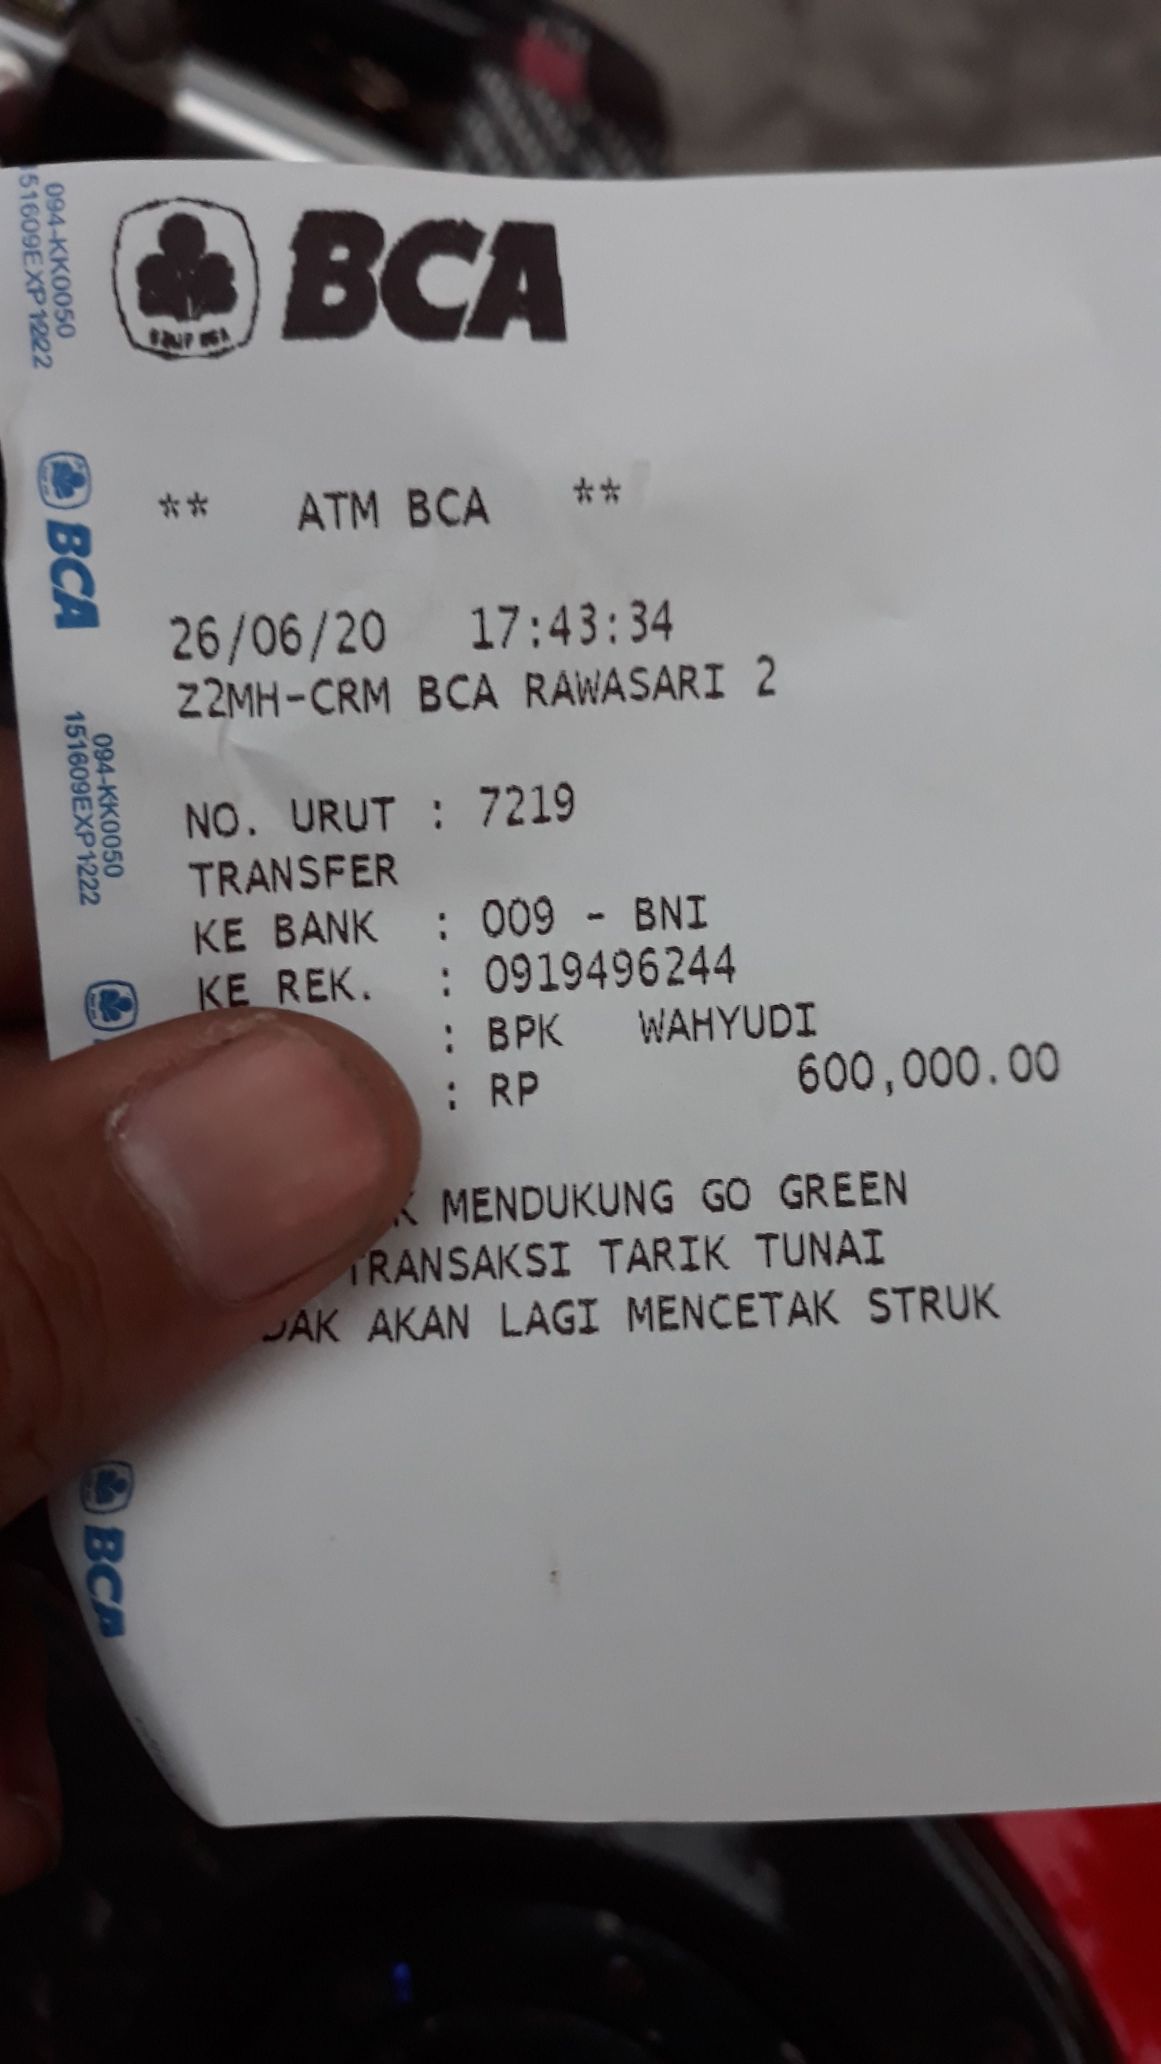 BCA
** ATM BCA **
26/06/20 17:43:34
Z2MH-CRM BCA RAWASARI 2
NO. URUT : 7219
TRANSFER
KE BANK : 009 - BNI
KE REK. : 0919496244
: BPK WAHYUDI
: RP 600,000.00
MENDUKUNG GO GREEN
TRANSAKSI TARIK TUNAI
AKAN LAGI MENCETAK STRUK
094-KK0050
151609EXP1222
BCA
094-KK0050
151609EXP1222
BCA